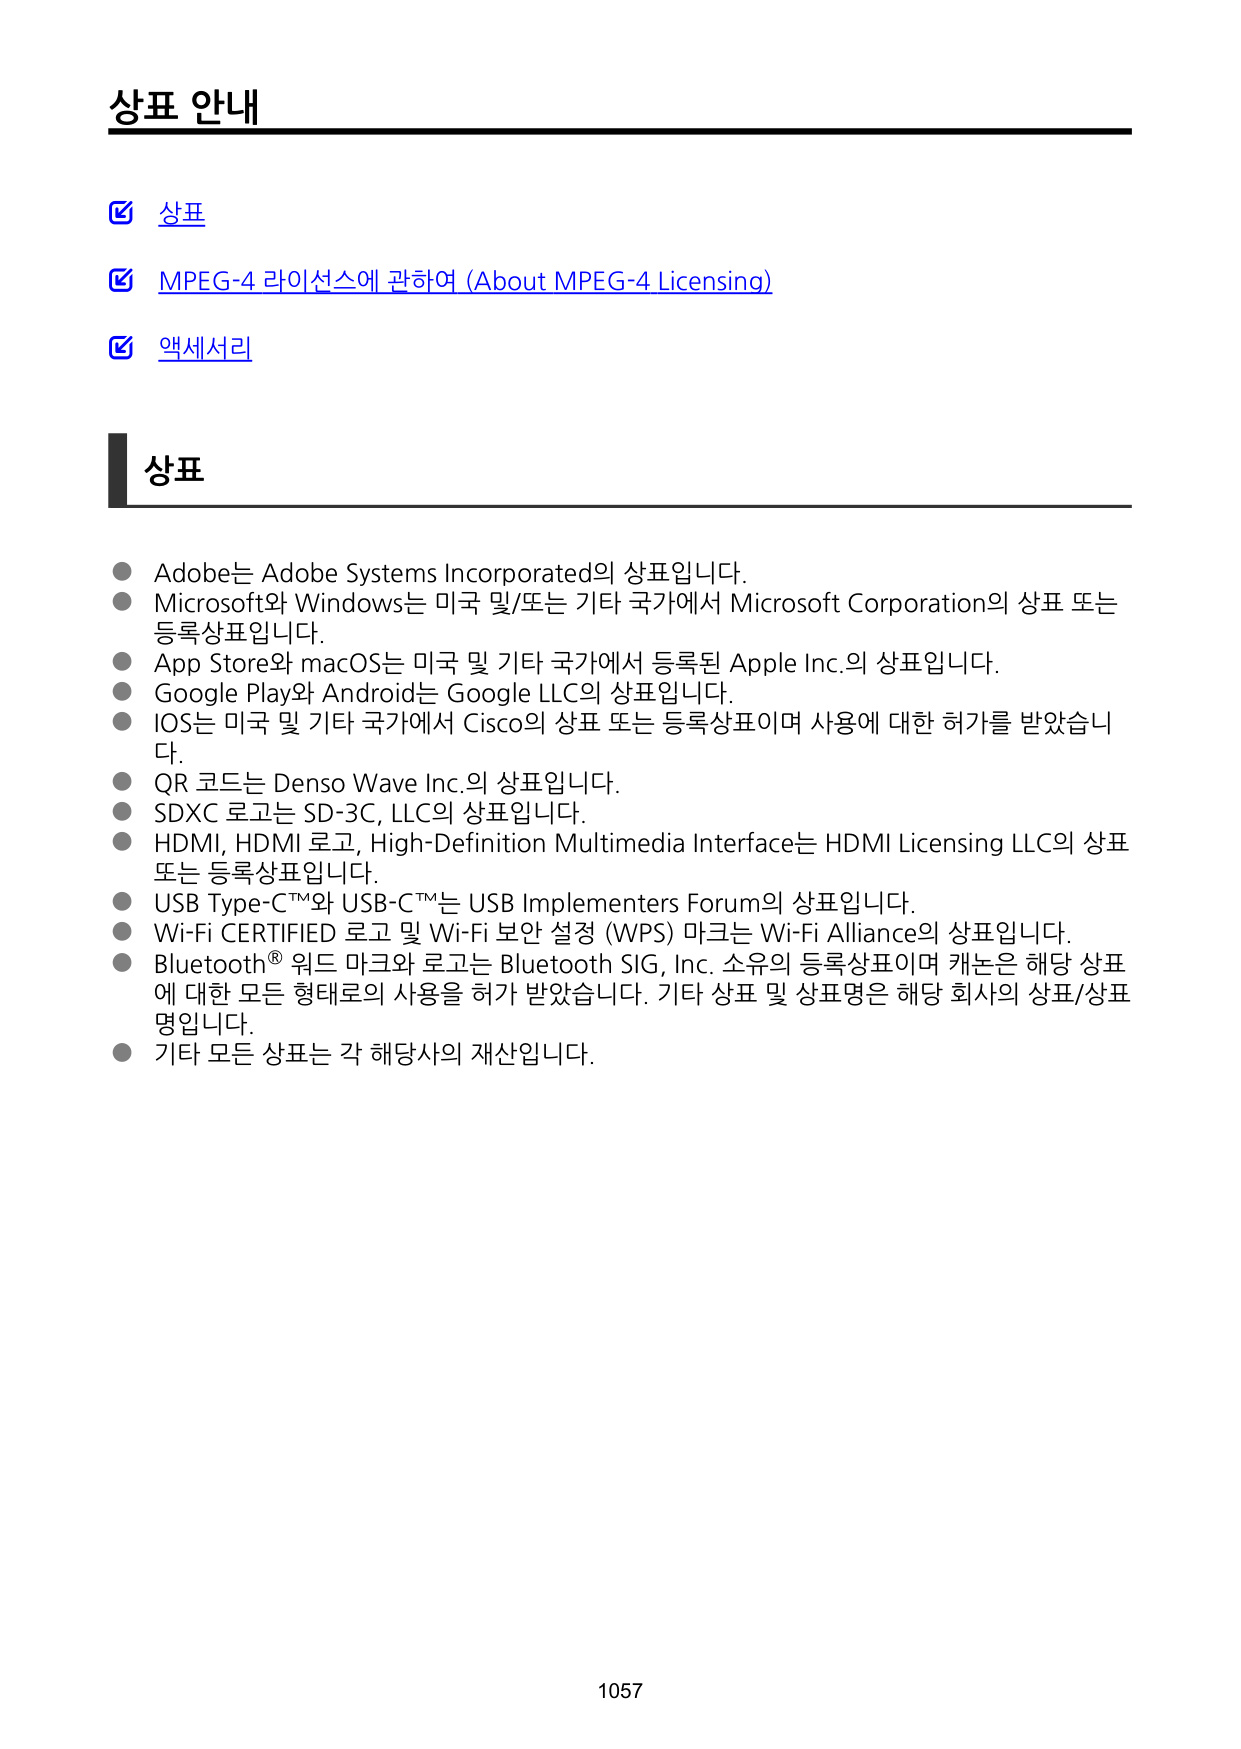 상표 안내
상표
MPEG-4 라이선스에 관하여 (About MPEG-4 Licensing)
액세서리
상표
● Adobe는 Adobe Systems Incorporated의 상표입니다.
● Microsoft와 Windows는 미국 및/또는 기타 국가에서 Microsoft Corporation의 상표 또는
등록상표입니다.
● App Store와 macOS는 미국 및 기타 국가에서 등록된 Apple Inc.의 상표입니다.
● Google Play와 Android는 Google LLC의 상표입니다.
● IOS는 미국 및 기타 국가에서 Cisco의 상표 또는 등록상표이며 사용에 대한 허가를 받았습니
다.
● QR 코드는 Denso Wave Inc.의 상표입니다.
● SDXC 로고는 SD-3C, LLC의 상표입니다.
● HDMI, HDMI 로고, High-Definition Multimedia Interface는 HDMI Licensing LLC의 상표
또는 등록상표입니다.
● USB Type-C™와 USB-C™는 USB Implementers Forum의 상표입니다.
● Wi-Fi CERTIFIED 로고 및 Wi-Fi 보안 설정 (WPS) 마크는 Wi-Fi Alliance의 상표입니다.
● Bluetooth® 워드 마크와 로고는 Bluetooth SIG, Inc. 소유의 등록상표이며 캐논은 해당 상표
에 대한 모든 형태로의 사용을 허가 받았습니다. 기타 상표 및 상표명은 해당 회사의 상표/상표
명입니다.
● 기타 모든 상표는 각 해당사의 재산입니다.
1057